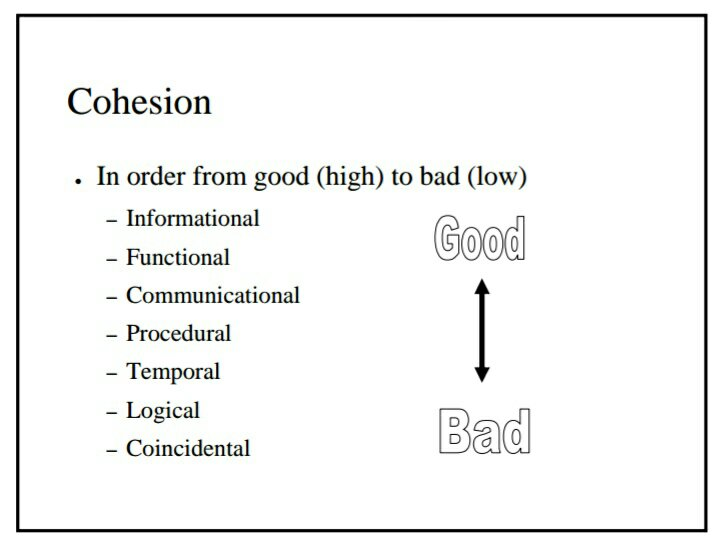 Cohesion
• In order from good (high) to bad (low)
– Informational
– Functional
– Communicational
– Procedural
– Temporal
– Logical
– Coincidental
Good
Bad